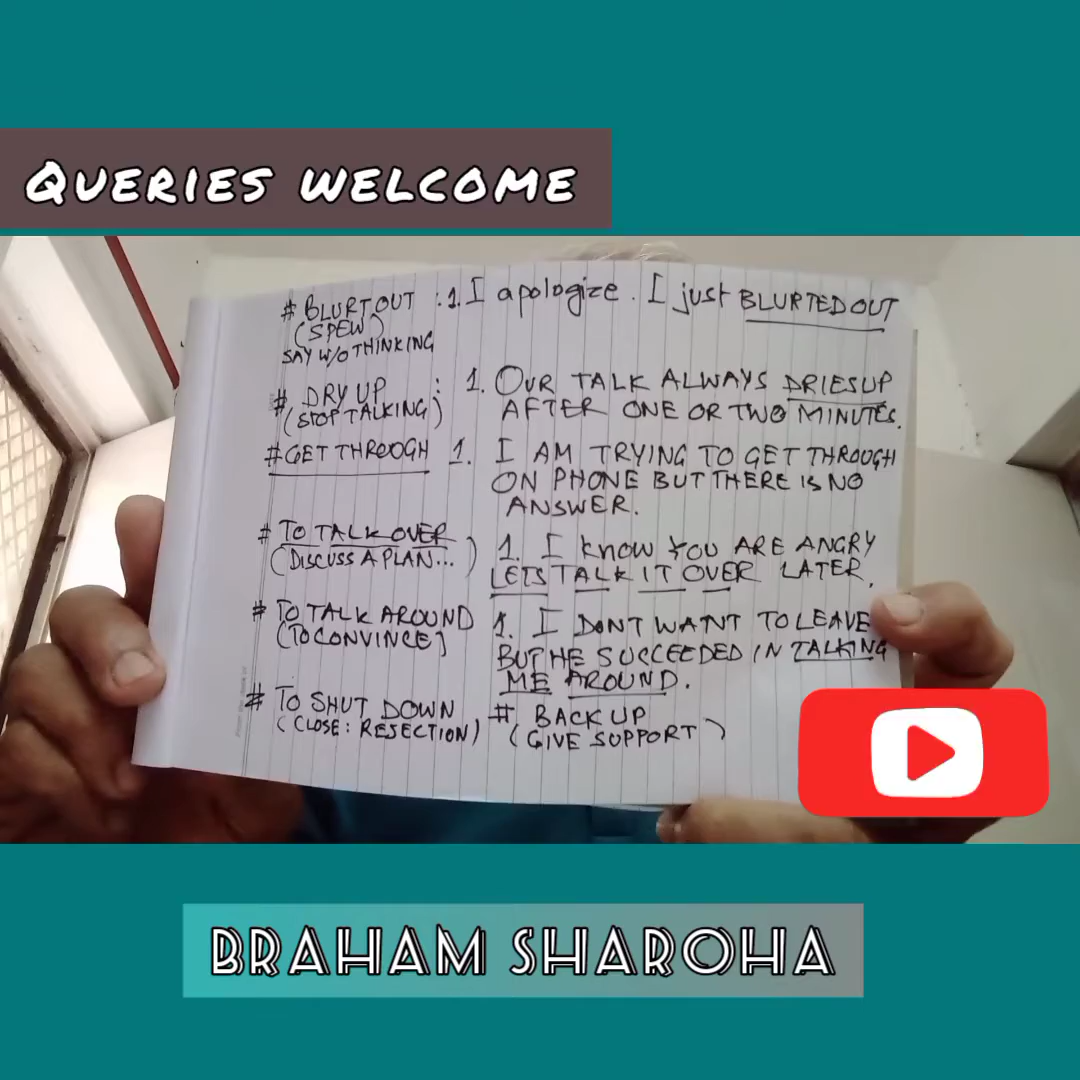 QUERIES WELCOME
# BLURT OUT : 1. I apologize. I just BLURTED OUT
(SPEW)
SAY W/O THINKING
# DRY UP : 1. OUR TALK ALWAYS DRIES UP
(STOP TALKING) AFTER ONE OR TWO MINUTES.
# GET THROUGH 1. I AM TRYING TO GET THROUGH
ON PHONE BUT THERE IS NO
ANSWER.
# TO TALK OVER 1. I KNOW YOU ARE ANGRY
(DISCUSS A PLAN...) LETS TALK IT OVER LATER.
# TO TALK AROUND 1. I DONT WANT TO LEAVE
(TO CONVINCE) BUT HE SUCCEEDED IN TALKING
ME AROUND.
# TO SHUT DOWN # BACK UP
(CLOSE: REJECTION) (GIVE SUPPORT)
BRAHAM SHAROHA